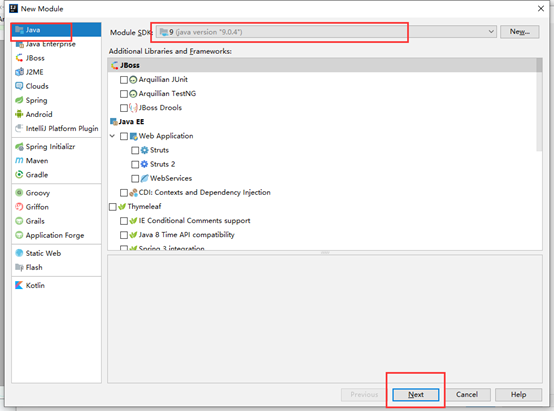 New Module
Java
Java Enterprise
JBoss
J2ME
Clouds
Spring
Android
IntelliJ Platform Plugin
Spring Initializr
Maven
Gradle
Groovy
Griffon
Grails
Application Forge
Static Web
Flash
Kotlin
Module SDK: 9 (java version "9.0.4") New...
Additional Libraries and Frameworks:
JBoss
Arquillian JUnit
Arquillian TestNG
JBoss Drools
Java EE
Web Application
Struts
Struts 2
WebServices
CDI: Contexts and Dependency Injection
Thymeleaf
IE Conditional Comments support
Java 8 Time API compatibility
Spring 3 integration
Previous Next Cancel Help